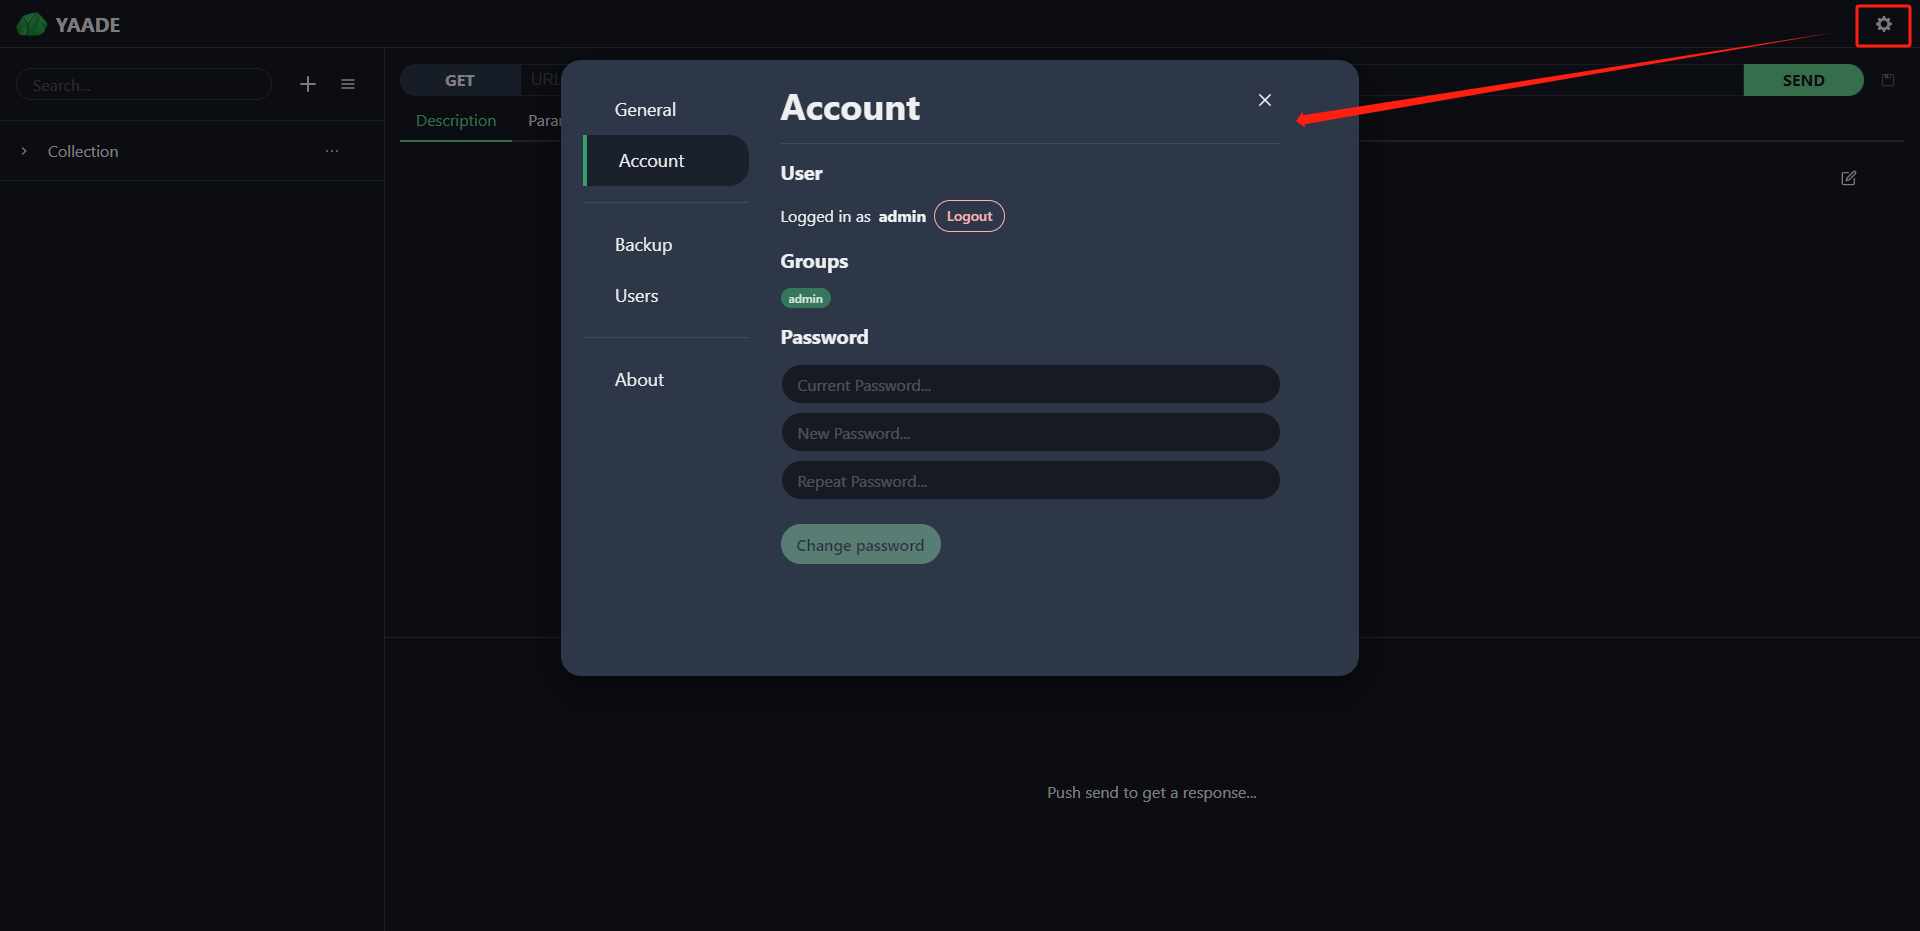 YAADE
Search...
Collection
GET
URL
SEND
Description
Para
General
Account
Backup
Users
About
Account
User
Logged in as admin
Logout
Groups
admin
Password
Current Password...
New Password...
Repeat Password...
Change password
Push send to get a response...